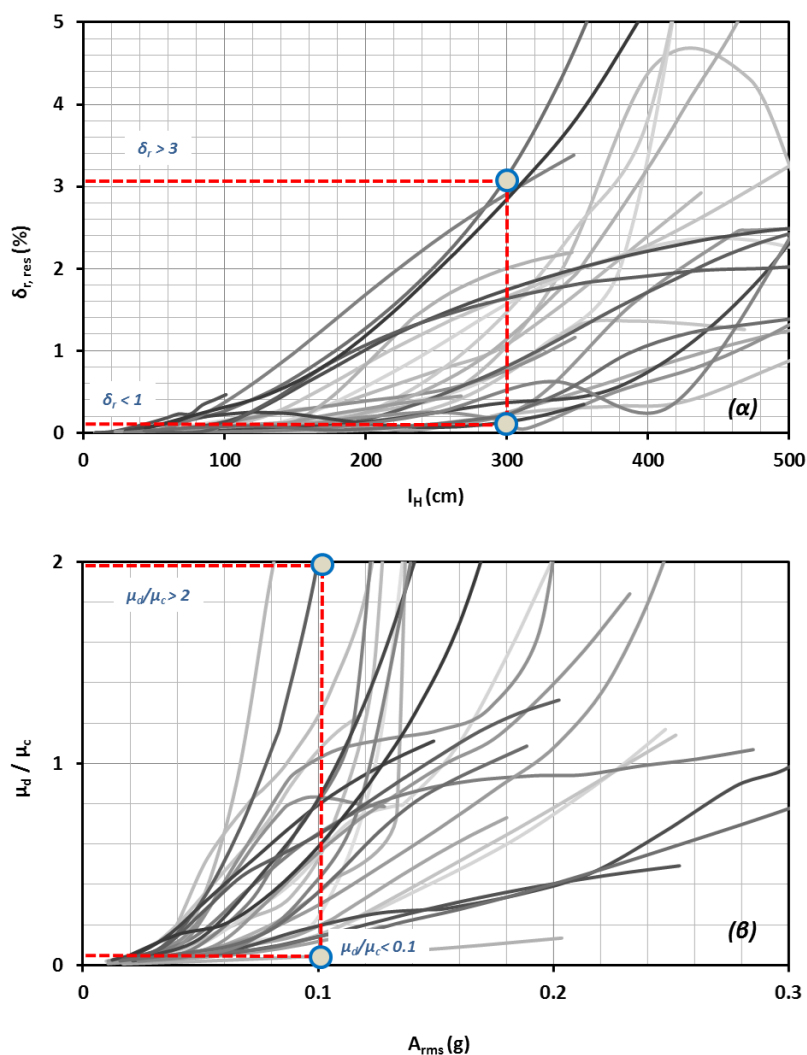 5
4
δr > 3
3
δr, res (%)
2
1
δr < 1
(α)
0
0 100 200 300 400 500
IH (cm)
2
μd/μc > 2
μd / μc
1
μd/μc < 0.1
(β)
0
0 0.1 0.2 0.3
Arms (g)